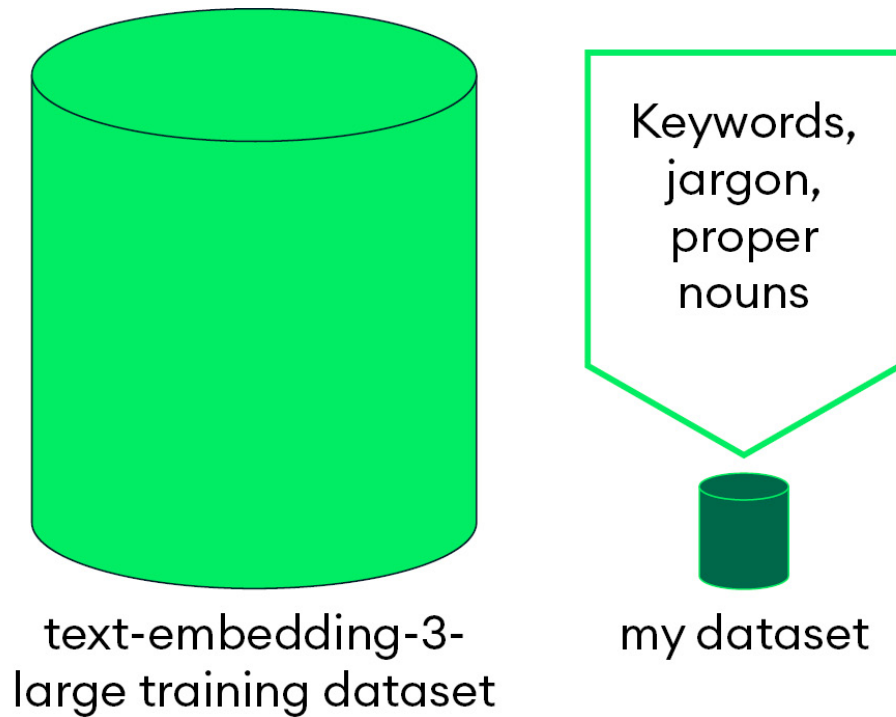 Keywords,
jargon,
proper
nouns
text-embedding-3-
large training dataset
my dataset